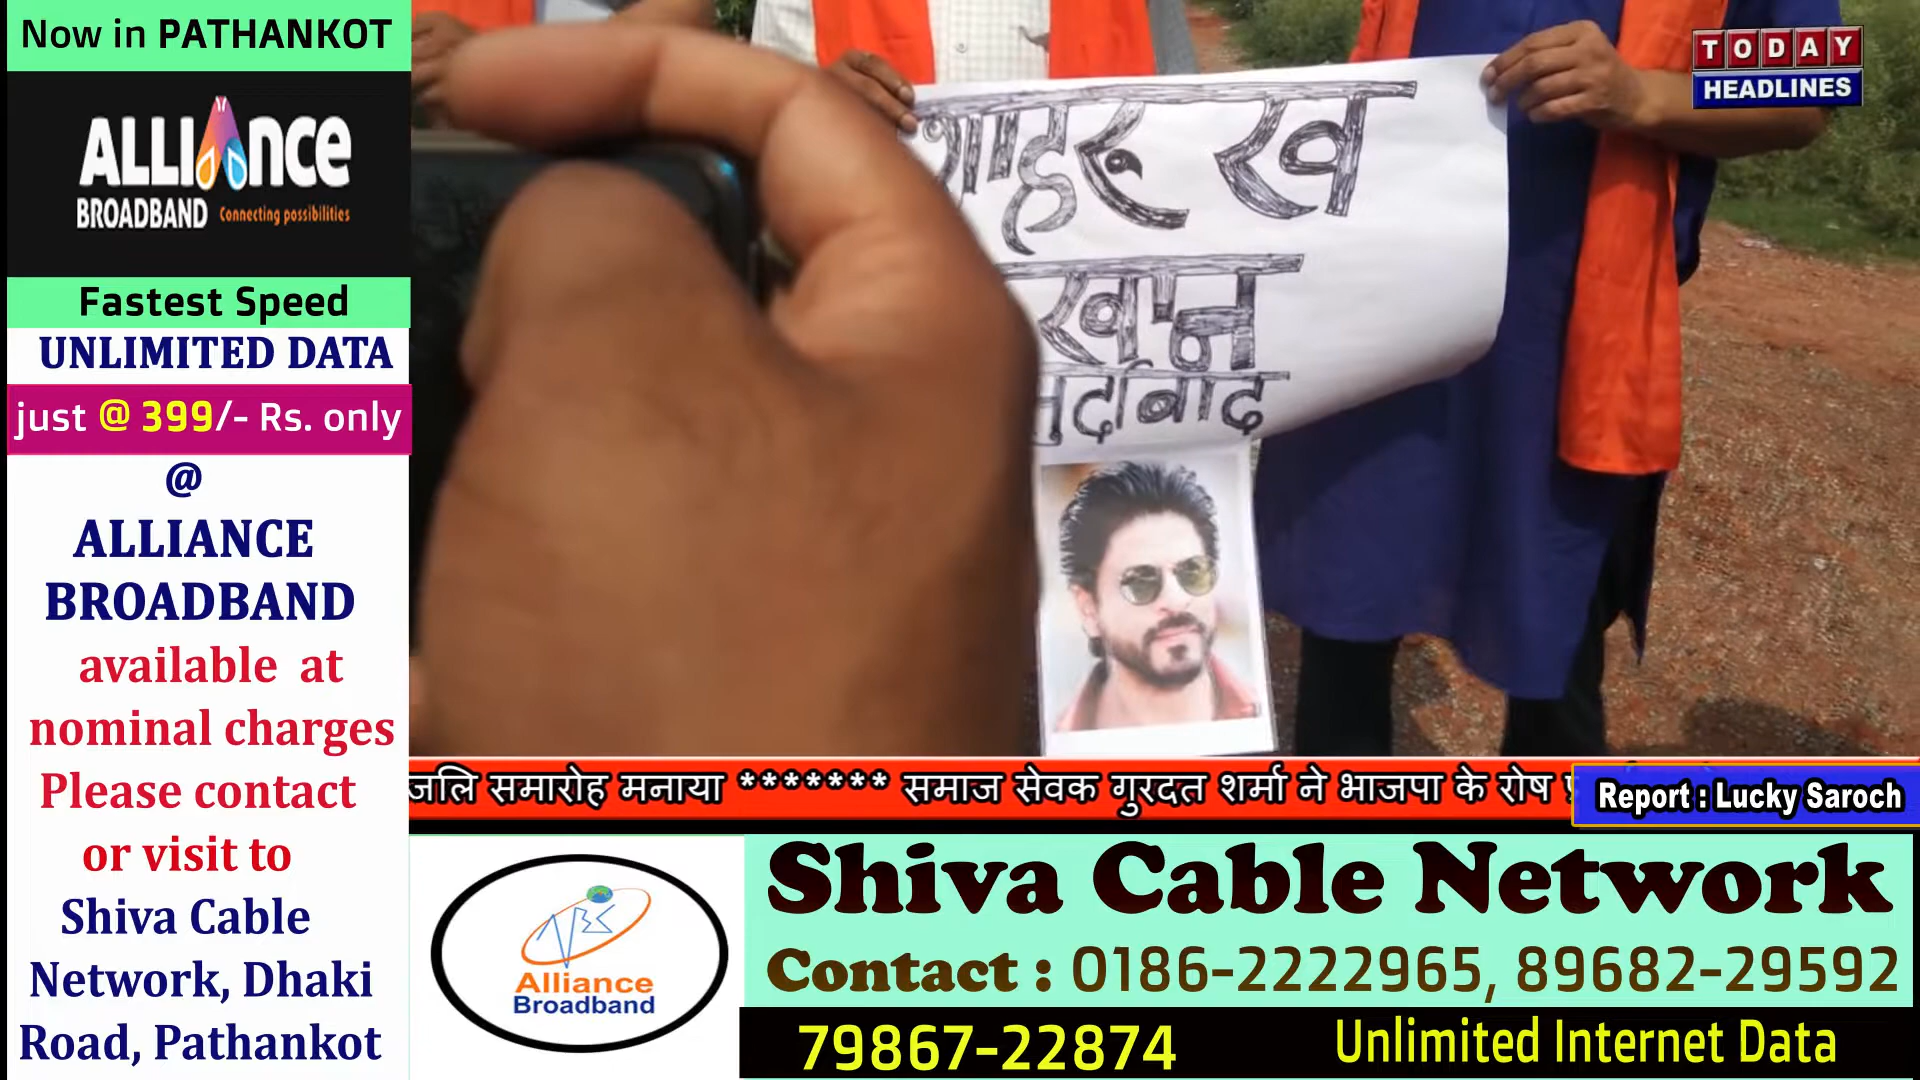 Now in PATHANKOT
ALLIANCE
BROADBAND Connecting possibilities
Fastest Speed
UNLIMITED DATA
just @ 399/- Rs. only
@
ALLIANCE
BROADBAND
available at
nominal charges
Please contact
or visit to
Shiva Cable
Network, Dhaki
Road, Pathankot
TODAY
HEADLINES
शाहरूख
खान
मुर्दाबाद
जलि समारोह मनाया ******* समाज सेवक गुरदत शर्मा ने भाजपा के रोष
Report : Lucky Saroch
Alliance
Broadband
Shiva Cable Network
Contact : 0186-2222965, 89682-29592
79867-22874 Unlimited Internet Data